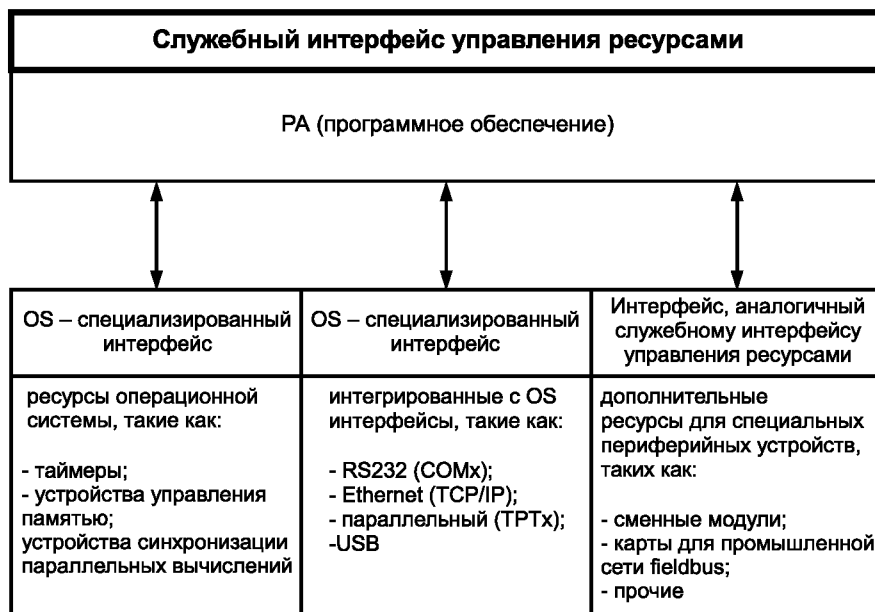 Служебный интерфейс управления ресурсами
РА (программное обеспечение)
OS – специализированный
интерфейс
OS – специализированный
интерфейс
Интерфейс, аналогичный
служебному интерфейсу
управления ресурсами
ресурсы операционной
системы, такие как:
- таймеры;
- устройства управления
памятью;
устройства синхронизации
параллельных вычислений
интегрированные с OS
интерфейсы, такие как:
- RS232 (COMx);
- Ethernet (TCP/IP);
- параллельный (TPTx);
-USB
дополнительные
ресурсы для специальных
периферийных устройств,
таких как:
- сменные модули;
- карты для промышленной
сети fieldbus;
- прочие